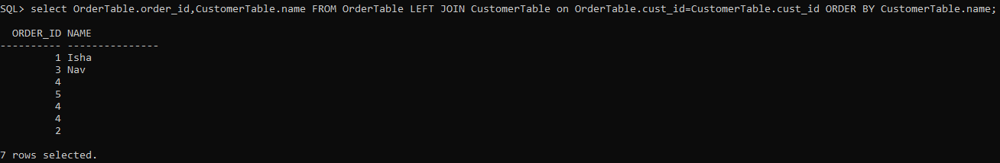 SQL> select OrderTable.order_id,CustomerTable.name FROM OrderTable LEFT JOIN CustomerTable on OrderTable.cust_id=CustomerTable.cust_id ORDER BY CustomerTable.name;
  ORDER_ID NAME
---------- ---------------
         1 Isha
         3 Nav
         4
         5
         4
         4
         2
7 rows selected.